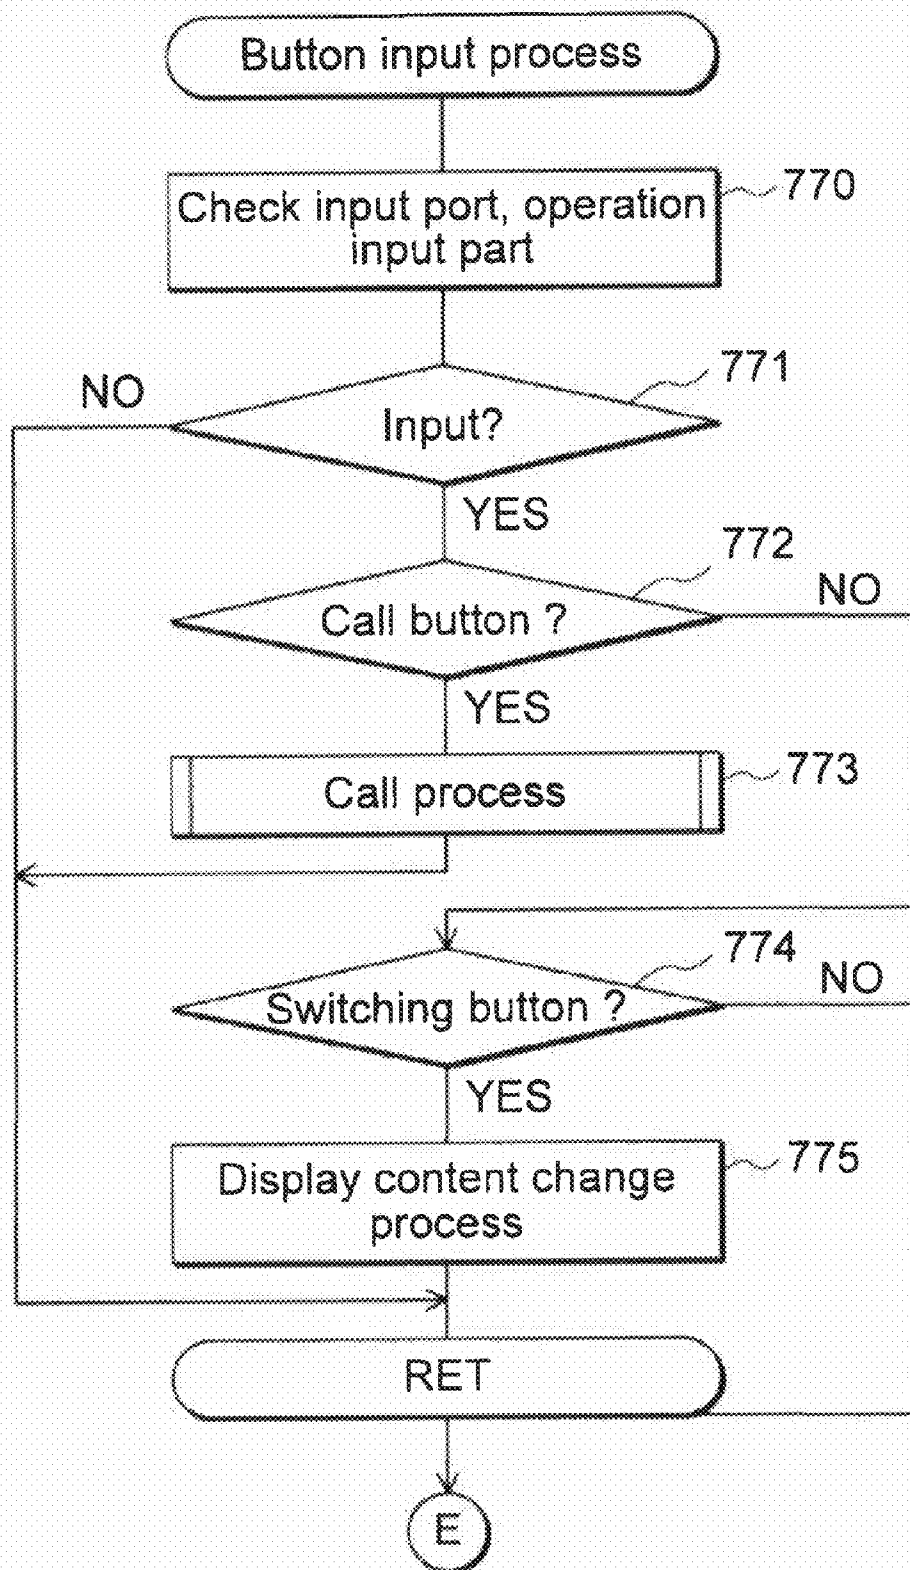 Button input process
770
Check input port, operation
input part
771
NO
Input?
YES
772
NO
Call button ?
YES
773
Call process
774
NO
Switching button ?
YES
775
Display content change
process
RET
E